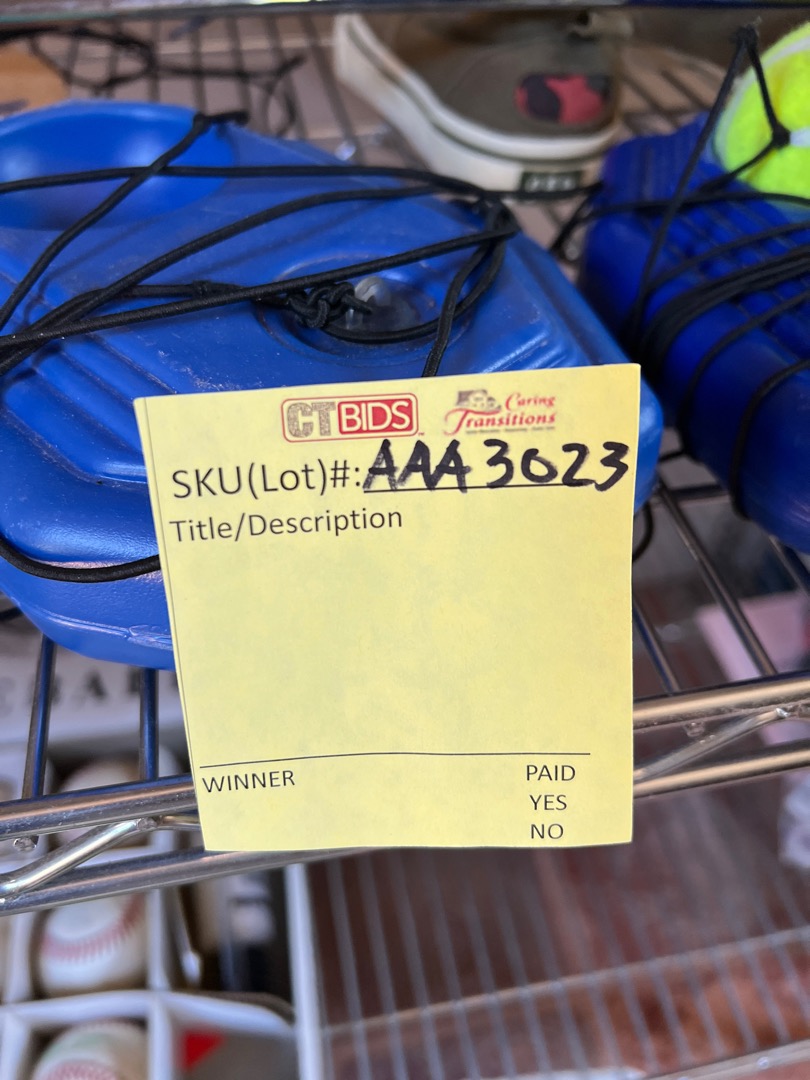 CTBIDS
Caring
Transitions
SKU(Lot)#: AAA3023
Title/Description
WINNER
PAID
YES
NO